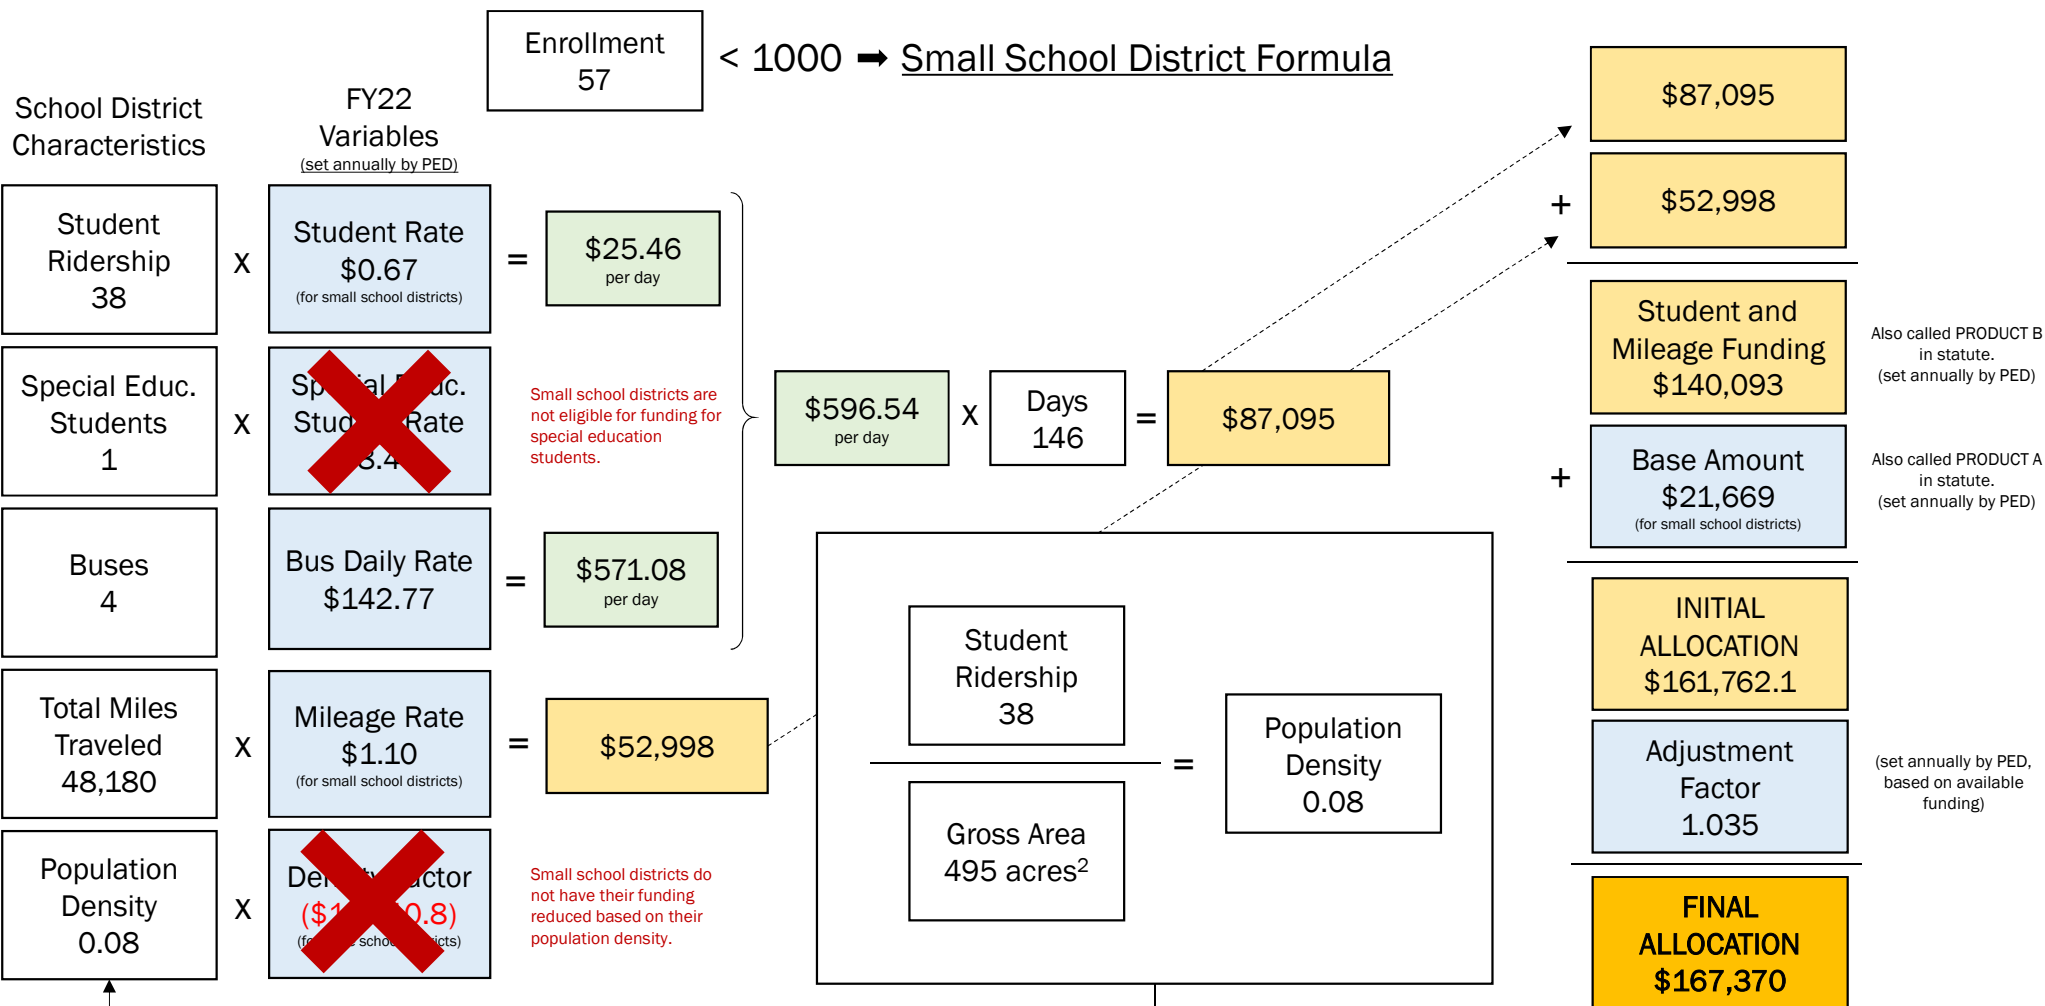 Enrollment
57
< 1000 ➡ Small School District Formula
School District
Characteristics
FY22
Variables
(set annually by PED)
Student
Ridership
38
x
Student Rate
$0.67
(for small school districts)
=
$25.46
per day
Special Educ.
Students
1
x
Small school districts are
not eligible for funding for
special education
students.
Buses
4
Bus Daily Rate
$142.77
=
$571.08
per day
$596.54
per day
x
Days
146
=
$87,095
Total Miles
Traveled
48,180
x
Mileage Rate
$1.10
(for small school districts)
=
$52,998
Population
Density
0.08
x
Small school districts do
not have their funding
reduced based on their
population density.
Student
Ridership
38
Gross Area
495 acres²
=
Population
Density
0.08
$87,095
+
$52,998
Student and
Mileage Funding
$140,093
Also called PRODUCT B
in statute.
(set annually by PED)
+
Base Amount
$21,669
(for small school districts)
Also called PRODUCT A
in statute.
(set annually by PED)
INITIAL
ALLOCATION
$161,762.1
Adjustment
Factor
1.035
(set annually by PED,
based on available
funding)
FINAL
ALLOCATION
$167,370